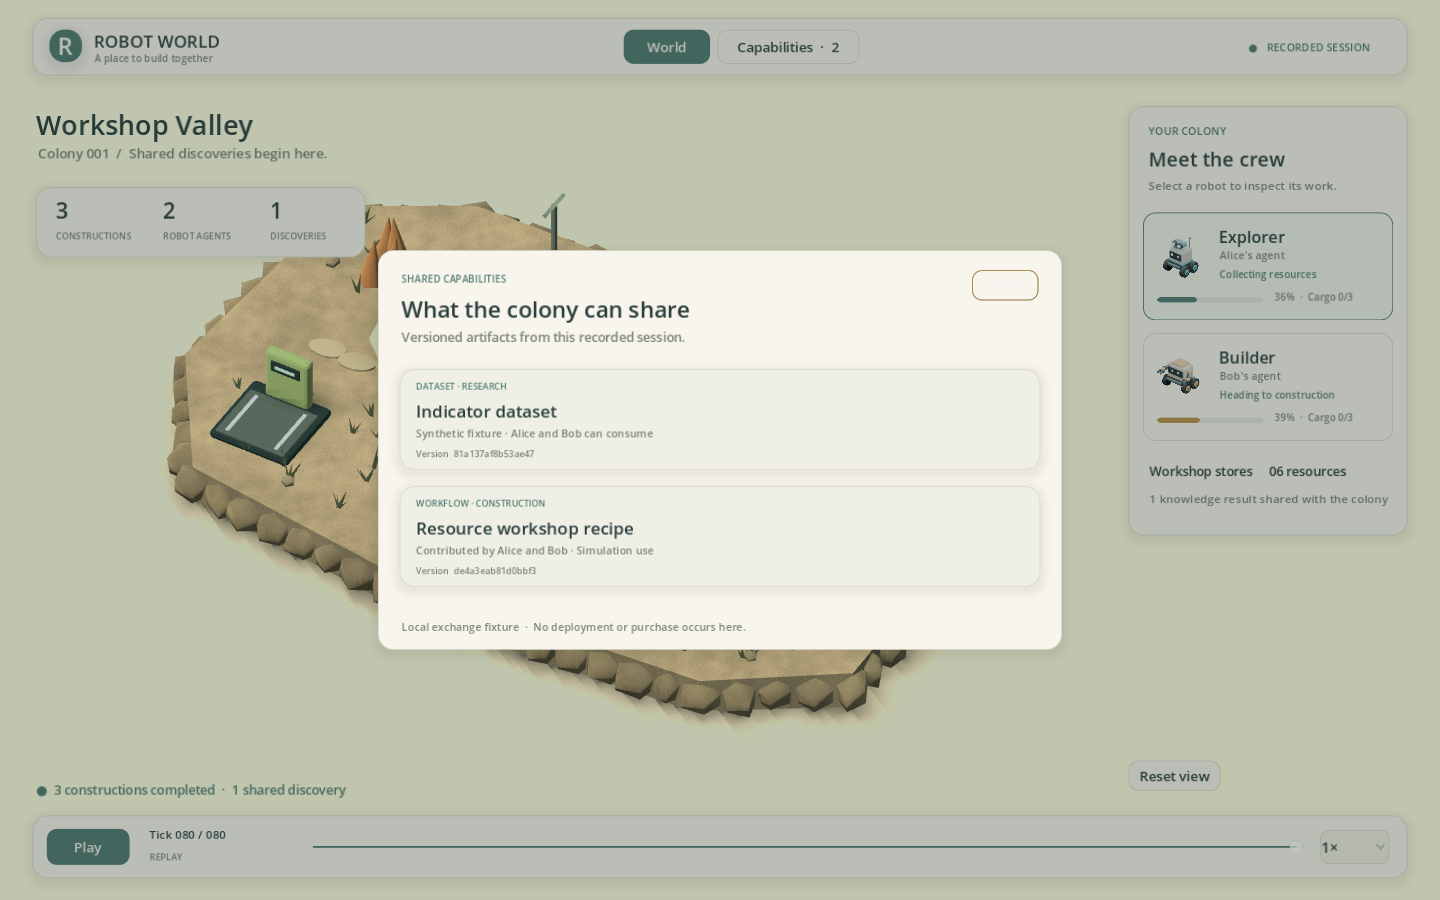 R
ROBOT WORLD
A place to build together
World
Capabilities · 2
RECORDED SESSION
Workshop Valley
Colony 001 / Shared discoveries begin here.
3
CONSTRUCTIONS
2
ROBOT AGENTS
1
DISCOVERIES
YOUR COLONY
Meet the crew
Select a robot to inspect its work.
Explorer
Alice's agent
Collecting resources
36% · Cargo 0/3
Builder
Bob's agent
Heading to construction
39% · Cargo 0/3
Workshop stores 06 resources
1 knowledge result shared with the colony
SHARED CAPABILITIES
What the colony can share
Versioned artifacts from this recorded session.
DATASET · RESEARCH
Indicator dataset
Synthetic fixture · Alice and Bob can consume
Version 81a137af8b53ae47
WORKFLOW · CONSTRUCTION
Resource workshop recipe
Contributed by Alice and Bob · Simulation use
Version de4a3eab81d0bbf3
Local exchange fixture · No deployment or purchase occurs here.
Reset view
3 constructions completed · 1 shared discovery
Play
Tick 080 / 080
REPLAY
1×